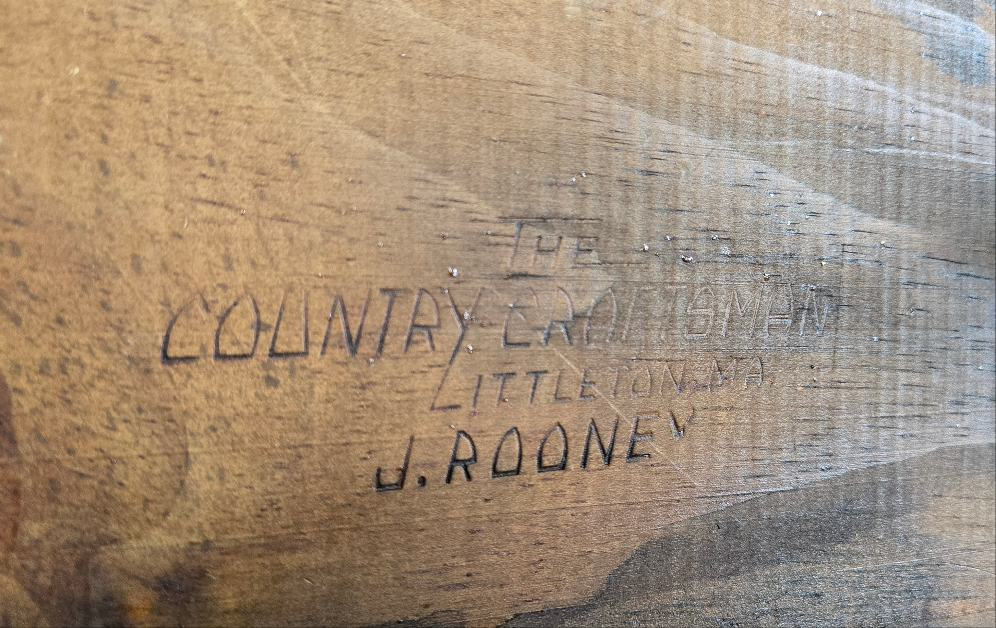 THE
COUNTRY CRAFTSMAN
LITTLETON, MA.
J. ROONEY